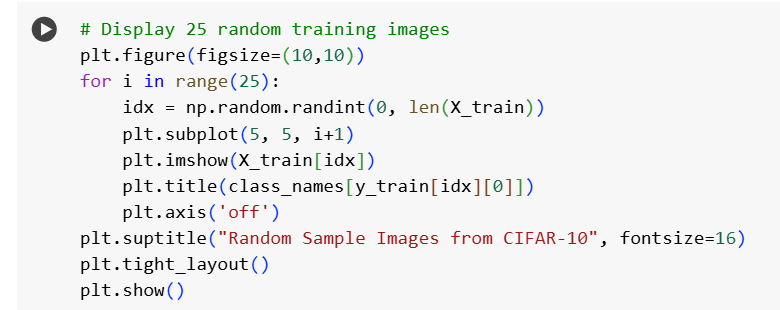 # Display 25 random training images
plt.figure(figsize=(10,10))
for i in range(25):
    idx = np.random.randint(0, len(X_train))
    plt.subplot(5, 5, i+1)
    plt.imshow(X_train[idx])
    plt.title(class_names[y_train[idx][0]])
    plt.axis('off')
plt.suptitle("Random Sample Images from CIFAR-10", fontsize=16)
plt.tight_layout()
plt.show()